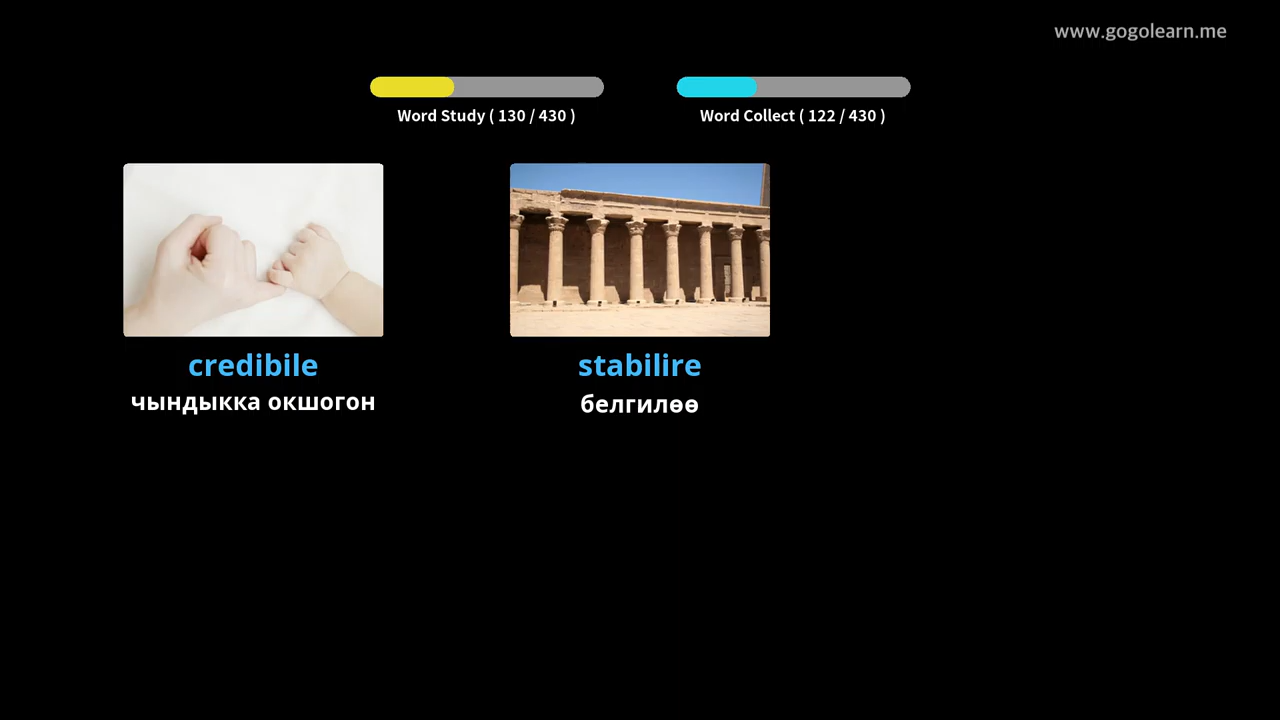 www.gogolearn.me
Word Study ( 130 / 430 )
Word Collect ( 122 / 430 )
credibile
чындыкка окшогон
stabilire
белгилөө